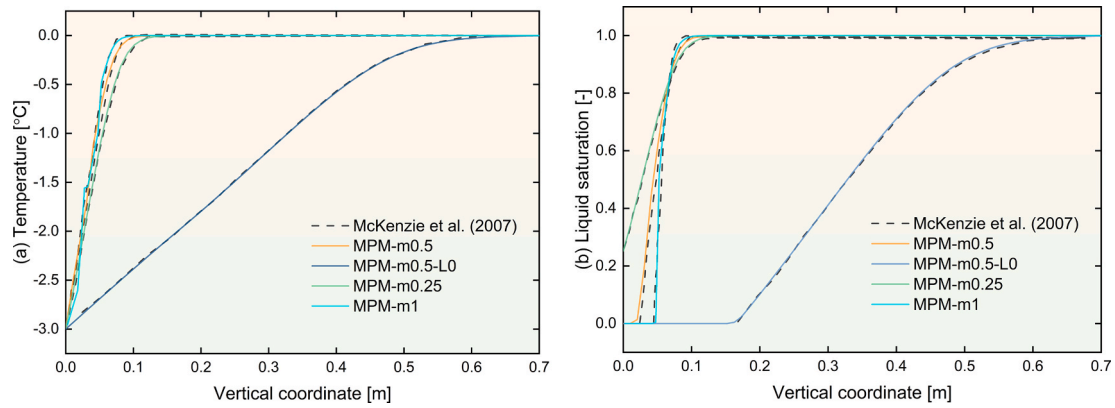 0.0
-0.5
-1.0
-1.5
-2.0
-2.5
-3.0
(a) Temperature [°C]
McKenzie et al. (2007)
MPM-m0.5
MPM-m0.5-L0
MPM-m0.25
MPM-m1
0.0 0.1 0.2 0.3 0.4 0.5 0.6 0.7
Vertical coordinate [m]
1.0
0.8
0.6
0.4
0.2
0.0
(b) Liquid saturation [-]
McKenzie et al. (2007)
MPM-m0.5
MPM-m0.5-L0
MPM-m0.25
MPM-m1
0.0 0.1 0.2 0.3 0.4 0.5 0.6 0.7
Vertical coordinate [m]